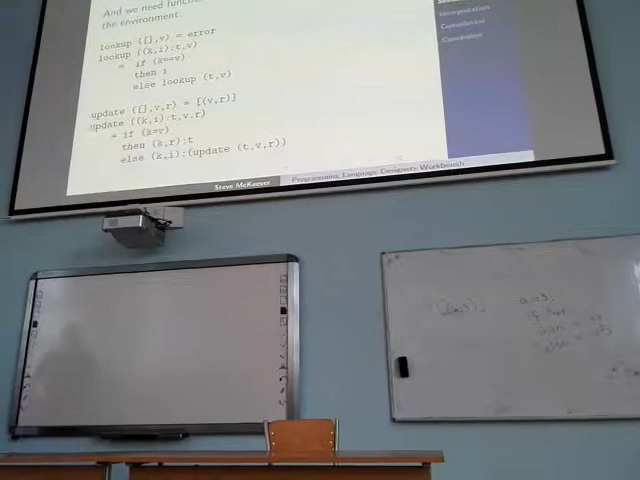 And we need function
the environment:
lookup ([],v) = error
lookup ((k,i):t,v)
= if (k==v)
then i
else lookup (t,v)
update ([],v,r) = [(v,r)]
update ((k,i):t,v,r)
= if (k=v)
then (k,r):t
else (k,i):(update (t,v,r))
Interpretation
Compilation
Conclusion
Steve McKeever
Programming Language Designers Workbench